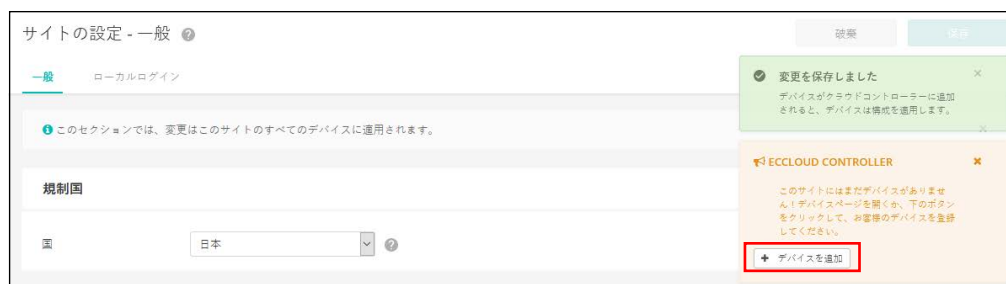 サイトの設定 - 一般
破棄
保存
一般
ローカルログイン
変更を保存しました
デバイスがクラウドコントローラーに追加
されると、デバイスは構成を適用します。
このセクションでは、変更はこのサイトのすべてのデバイスに適用されます。
ECCLOUD CONTROLLER
このサイトにはまだデバイスがありませ
ん！デバイスページを開くか、下のボタン
をクリックして、お客様のデバイスを登録
してください。
+ デバイスを追加
規制国
国
日本